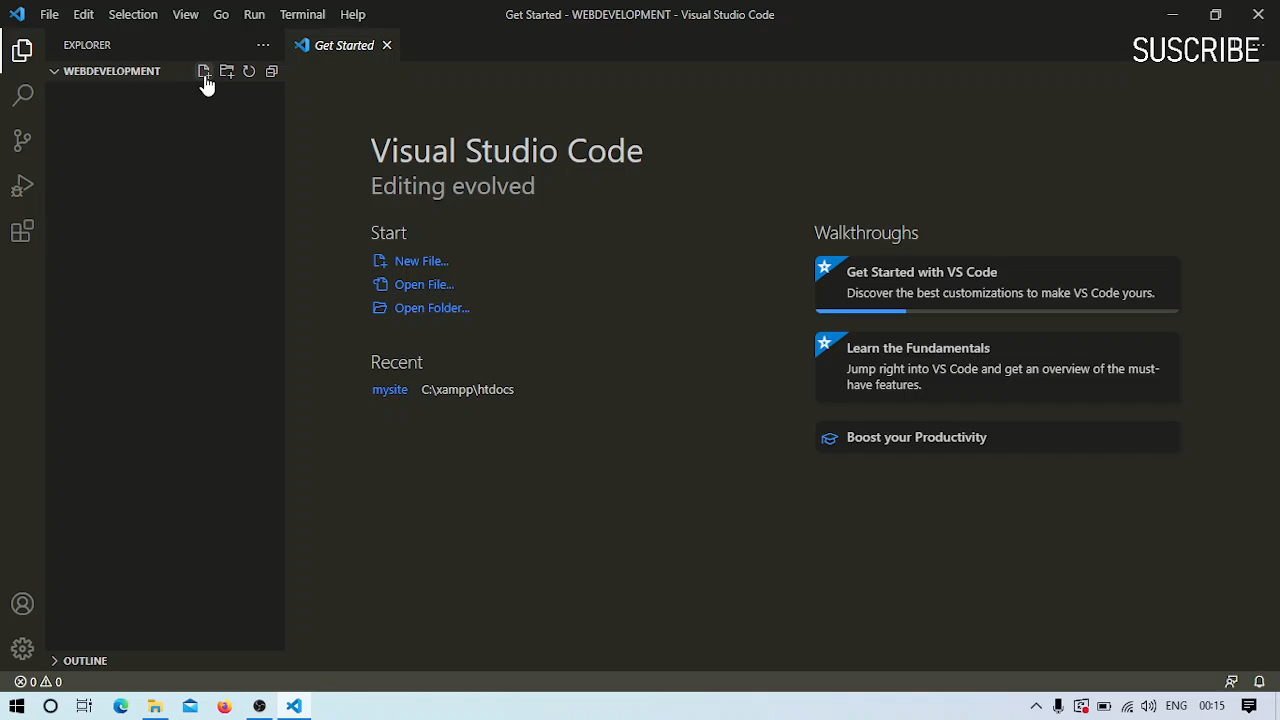 File Edit Selection View Go Run Terminal Help
Get Started - WEBDEVELOPMENT - Visual Studio Code
EXPLORER
Get Started
SUSCRIBE
WEBDEVELOPMENT
Visual Studio Code
Editing evolved
Start
New File...
Open File...
Open Folder...
Recent
mysite C:\xampp\htdocs
Walkthroughs
Get Started with VS Code
Discover the best customizations to make VS Code yours.
Learn the Fundamentals
Jump right into VS Code and get an overview of the must-
have features.
Boost your Productivity
OUTLINE
0 0
ENG 00:15